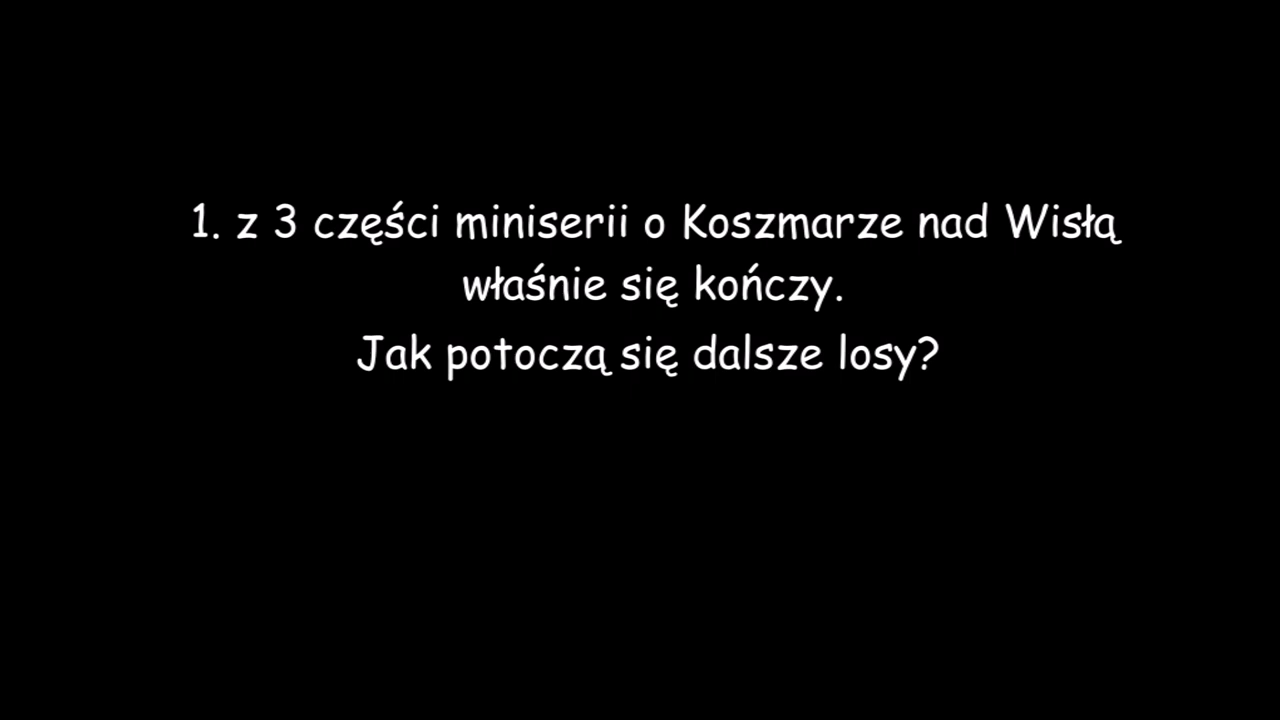 1. z 3 części miniserii o Koszmarze nad Wisłą
właśnie się kończy.
Jak potoczą się dalsze losy?